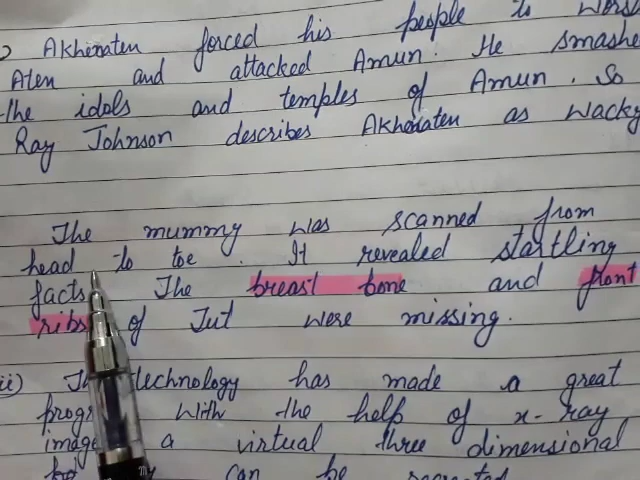 Akhenaten forced his people to
Aten and attacked Amun. He
the idols and temples of Amun. So
Ray Johnson describes Akhenaten as wacky
The mummy was scanned from
head to toe. It revealed startling
facts. The breast bone and front
ribs of Tut were missing.
ii) technology has made a great
with the help of x-ray
a virtual three dimensional
can be